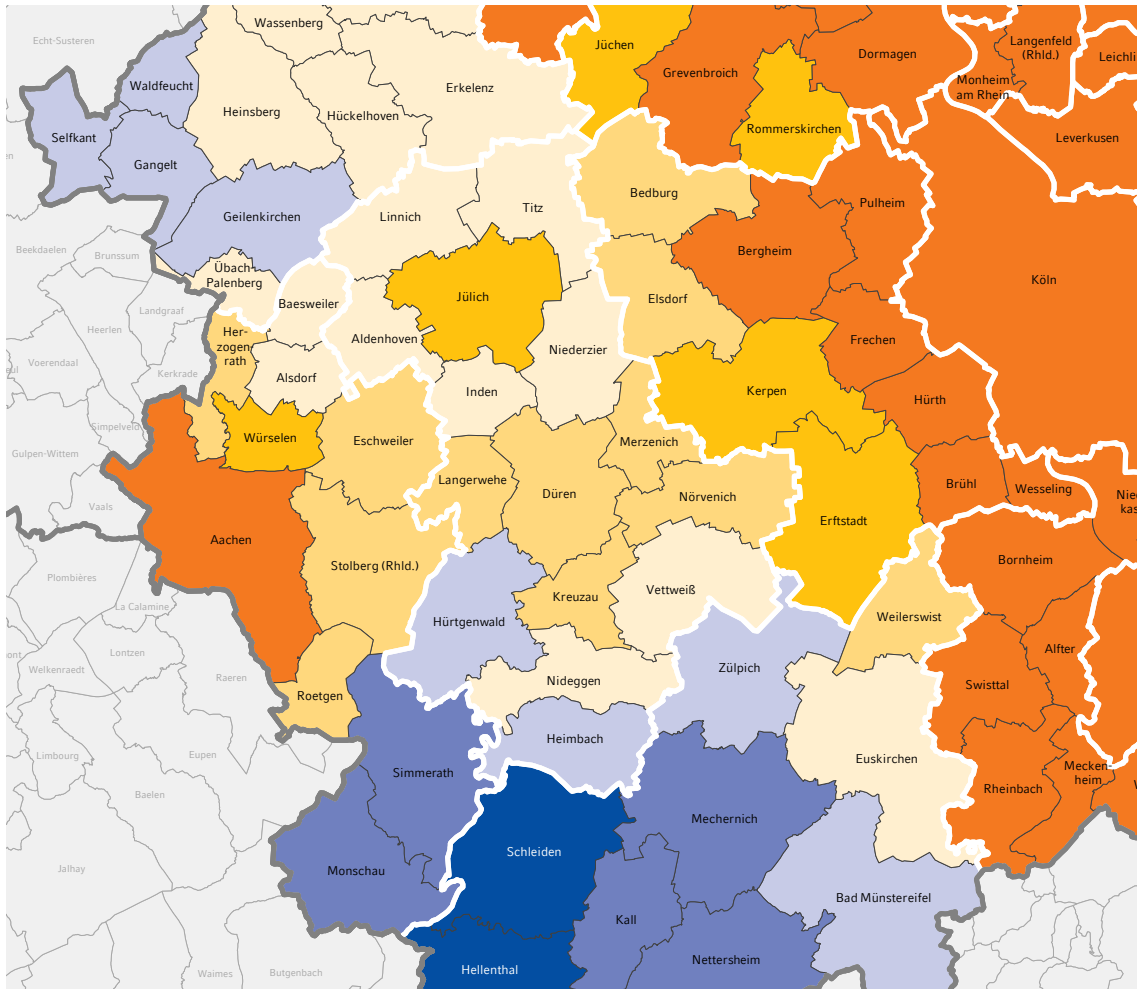 Wassenberg
Echt-Susteren
Jüchen
Dormagen
Langenfeld
(Rhld.)
Leichli
Grevenbroich
Waldfeucht
Erkelenz
Monheim
am Rhein
Heinsberg
Hückelhoven
Rommerskirchen
Leverkusen
Selfkant
Gangelt
Bedburg
Pulheim
Geilenkirchen
Linnich
Titz
Beekdaelen
Brunssum
Bergheim
Köln
Übach-
Palenberg
Baesweiler
Jülich
Elsdorf
Landgraaf
Heerlen
Her-
zogen-
rath
Aldenhoven
Niederzier
Frechen
Voerendaal
Kerkrade
Alsdorf
Inden
Kerpen
Hürth
Simpelveld
Würselen
Eschweiler
Merzenich
Gulpen-Wittem
Langerwehe
Düren
Nörvenich
Brühl
Wesseling
Nied
kas
Vaals
Erftstadt
Aachen
Stolberg (Rhld.)
Bornheim
Plombières
La Calamine
Kreuzau
Vettweiß
Weilerswist
Hürtgenwald
Lontzen
Welkenraedt
Alfter
Zülpich
Raeren
Roetgen
Nideggen
Swisttal
Heimbach
Limbourg
Eupen
Simmerath
Euskirchen
Mecken-
heim
Rheinbach
Baelen
Mechernich
Schleiden
Jalhay
Monschau
Bad Münstereifel
Kall
Nettersheim
Waimes
Butgenbach
Hellenthal